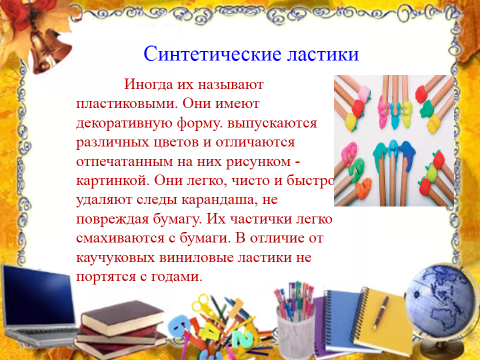 Синтетические ластики
Иногда их называют
пластиковыми. Они имеют
декоративную форму. выпускаются
различных цветов и отличаются
отпечатанным на них рисунком -
картинкой. Они легко, чисто и быстро
удаляют следы карандаша, не
повреждая бумагу. Их частички легко
смахиваются с бумаги. В отличие от
каучуковых виниловые ластики не
портятся с годами.